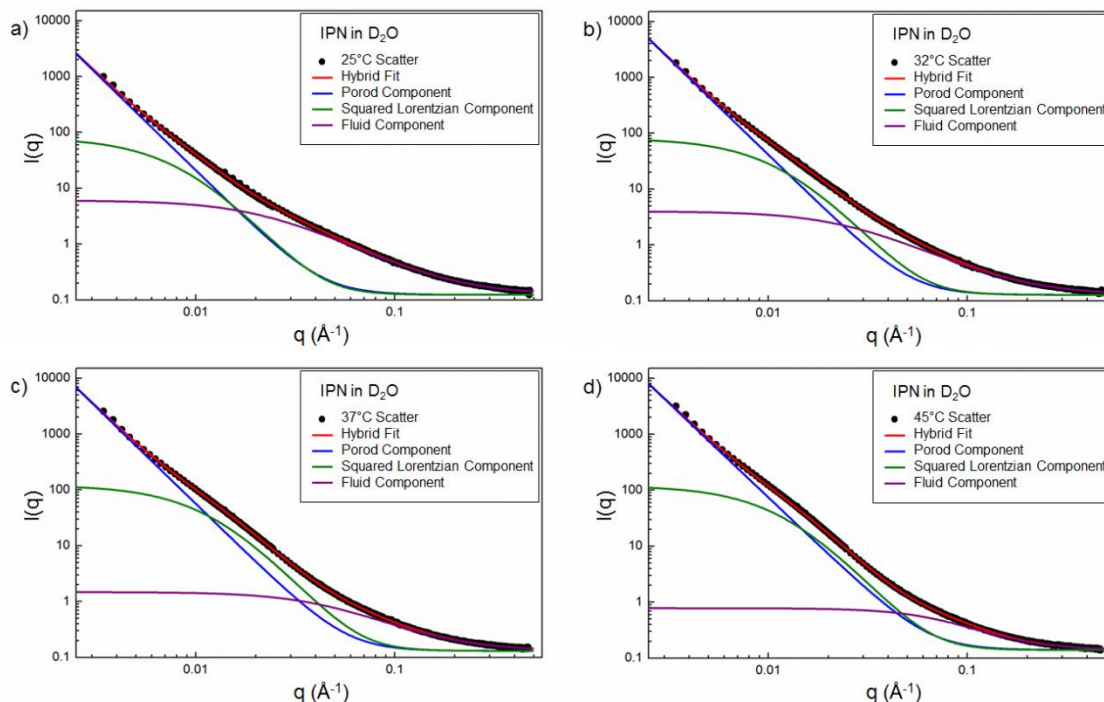 a)
IPN in D₂O
25°C Scatter
Hybrid Fit
Porod Component
Squared Lorentzian Component
Fluid Component
10000
1000
100
10
1
0.1
I(q)
0.01
0.1
q (Å⁻¹)
b)
IPN in D₂O
32°C Scatter
Hybrid Fit
Porod Component
Squared Lorentzian Component
Fluid Component
10000
1000
100
10
1
0.1
I(q)
0.01
0.1
q (Å⁻¹)
c)
IPN in D₂O
37°C Scatter
Hybrid Fit
Porod Component
Squared Lorentzian Component
Fluid Component
10000
1000
100
10
1
0.1
I(q)
0.01
0.1
q (Å⁻¹)
d)
IPN in D₂O
45°C Scatter
Hybrid Fit
Porod Component
Squared Lorentzian Component
Fluid Component
10000
1000
100
10
1
0.1
I(q)
0.01
0.1
q (Å⁻¹)